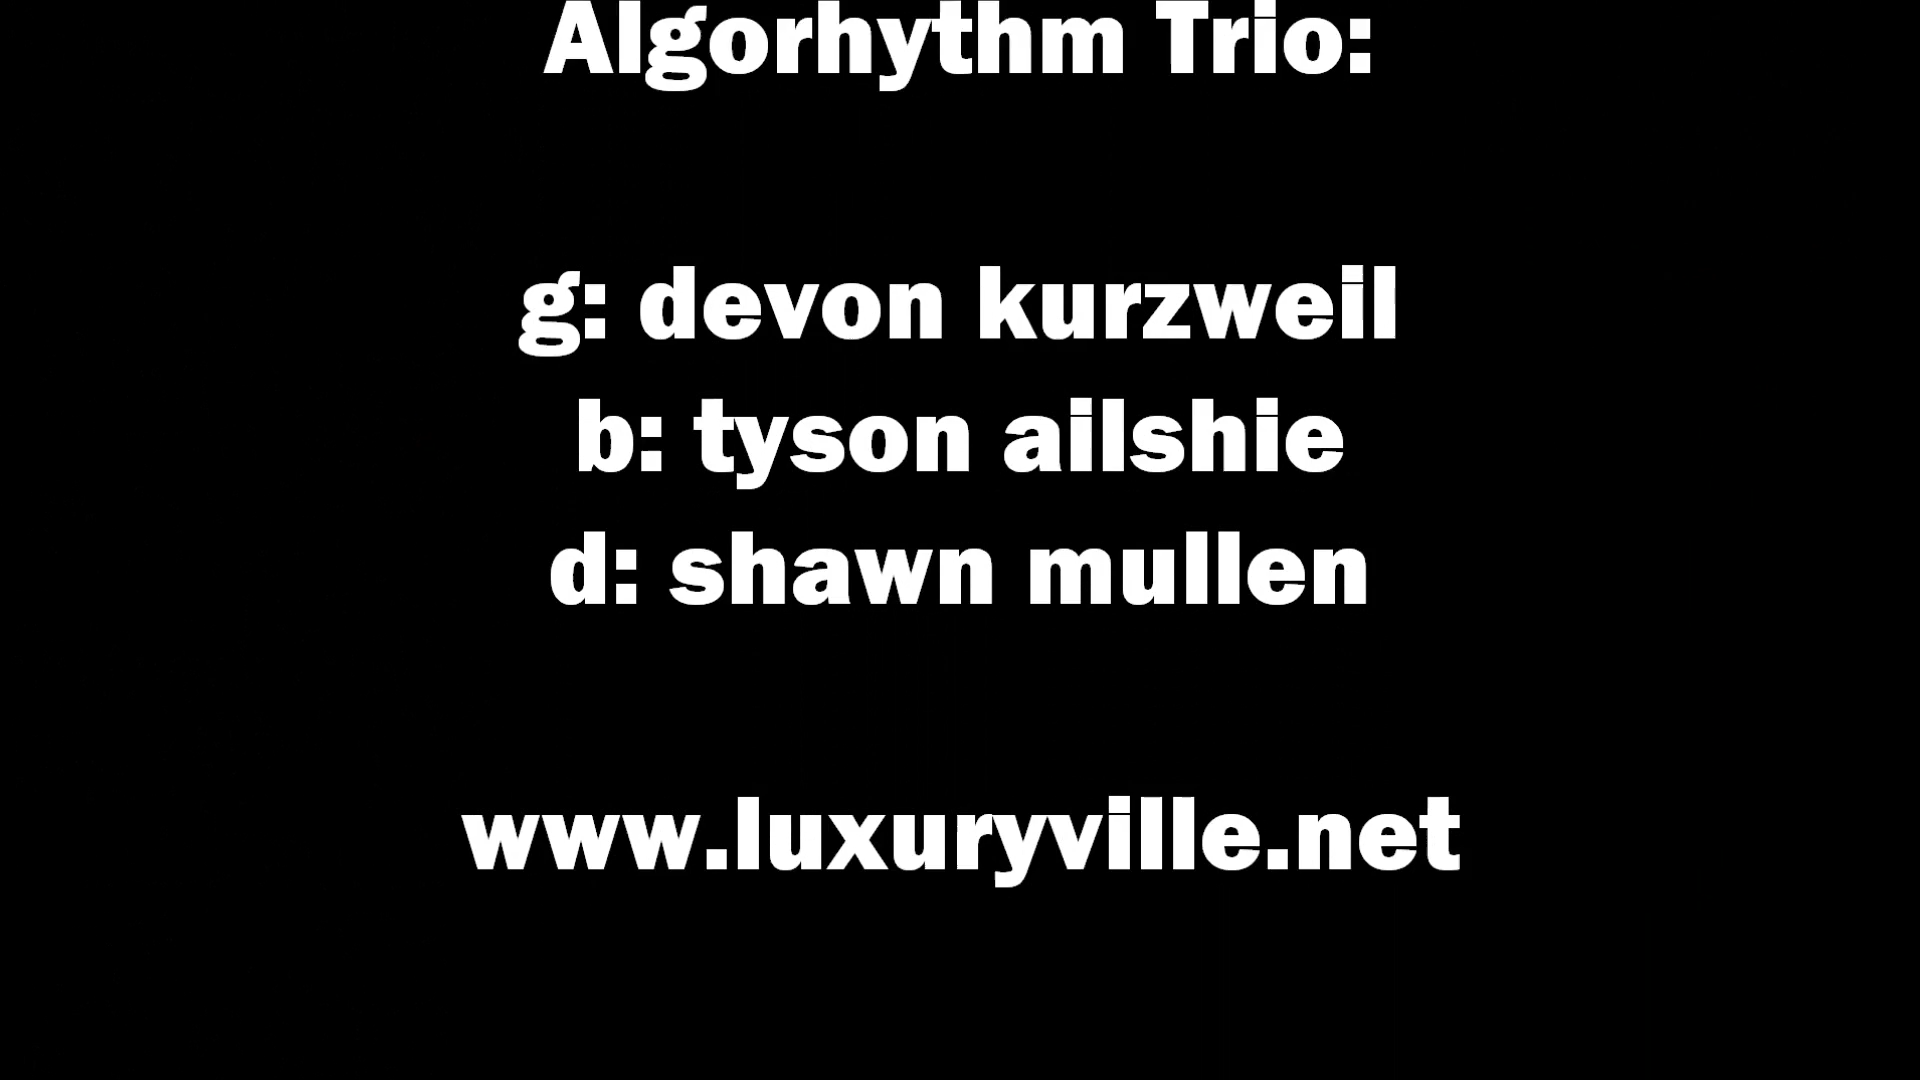 Algorhythm Trio:
g: devon kurzweil
b: tyson ailshie
d: shawn mullen
www.luxuryville.net